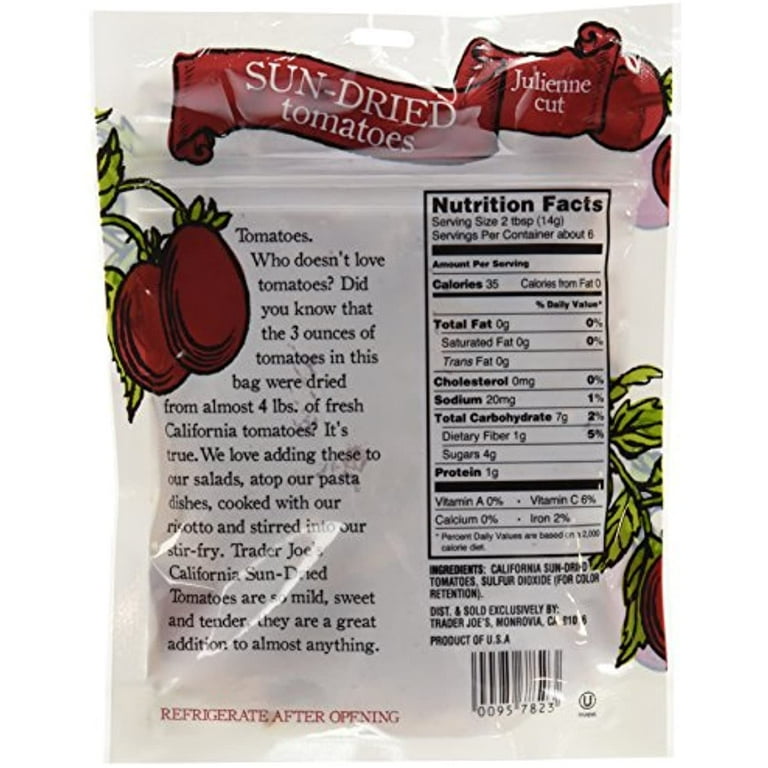 SUN-DRIED
tomatoes
Julienne
cut
Tomatoes.
Who doesn't love
tomatoes? Did
you know that
the 3 ounces of
tomatoes in this
bag were dried
from almost 4 lbs. of fresh
California tomatoes? It's
true. We love adding these to
our salads, atop our pasta
dishes, cooked with our
risotto and stirred into our
stir-fry. Trader Joe's
California Sun-Dried
Tomatoes are so mild, sweet
and tender, they are a great
addition to almost anything.
REFRIGERATE AFTER OPENING
Nutrition Facts
Serving Size 2 tbsp (14g)
Servings Per Container about 6
Amount Per Serving
Calories 35 Calories from Fat 0
% Daily Value*
Total Fat 0g 0%
Saturated Fat 0g 0%
Trans Fat 0g
Cholesterol 0mg 0%
Sodium 20mg 1%
Total Carbohydrate 7g 2%
Dietary Fiber 1g 5%
Sugars 4g
Protein 1g
Vitamin A 0% • Vitamin C 6%
Calcium 0% • Iron 2%
* Percent Daily Values are based on a 2,000
calorie diet.
INGREDIENTS: CALIFORNIA SUN-DRIED
TOMATOES, SULFUR DIOXIDE (FOR COLOR
RETENTION).
DIST. & SOLD EXCLUSIVELY BY:
TRADER JOE'S, MONROVIA, CA
PRODUCT OF U.S.A
0095 7823
U